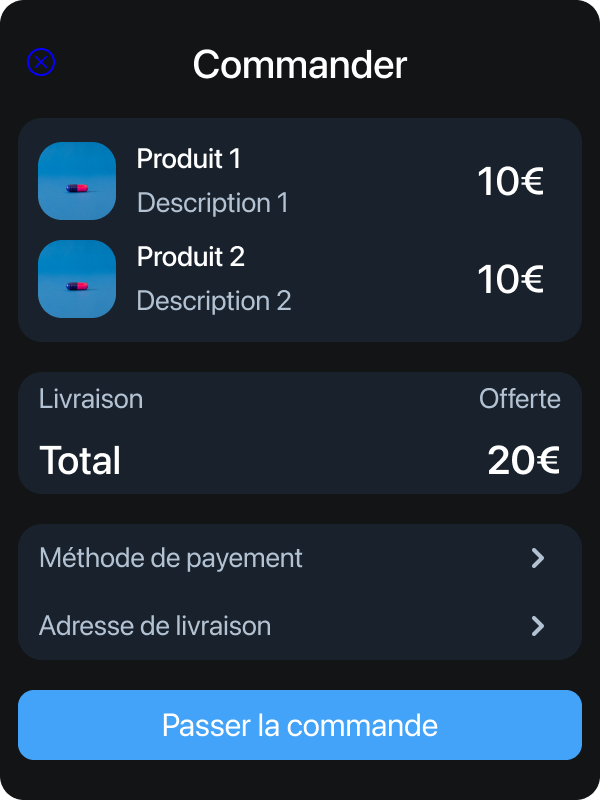 Commander
Produit 1
Description 1
10€
Produit 2
Description 2
10€
Livraison
Offerte
Total
20€
Méthode de payement
Adresse de livraison
Passer la commande